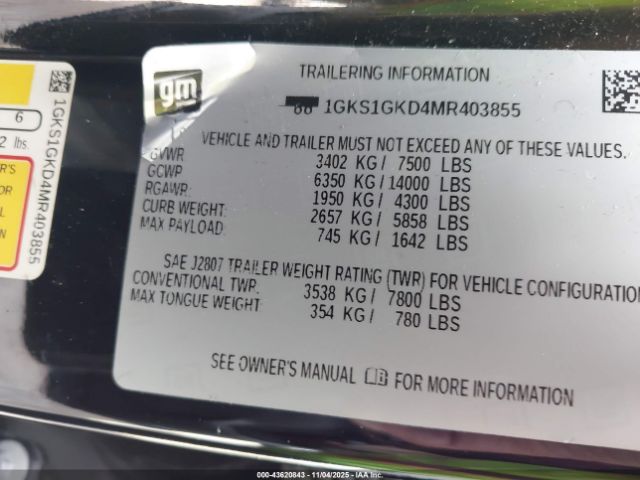 gm
TRAILERING INFORMATION
1GKS1GKD4MR403855
VEHICLE AND TRAILER MUST NOT EXCEED ANY OF THESE VALUES.
GVWR 3402 KG / 7500 LBS
GCWR 6350 KG / 14000 LBS
RGAWR: 1950 KG / 4300 LBS
CURB WEIGHT: 2657 KG / 5858 LBS
MAX PAYLOAD: 745 KG / 1642 LBS
SAE J2807 TRAILER WEIGHT RATING (TWR) FOR VEHICLE CONFIGURATION
CONVENTIONAL TWR: 3538 KG / 7800 LBS
MAX TONGUE WEIGHT: 354 KG / 780 LBS
SEE OWNER'S MANUAL FOR MORE INFORMATION
1GKS1GKD4MR403855
6
2 lbs.
R'S
OR
L
N
000-43620843 - 11/04/2025 - IAAI.COM